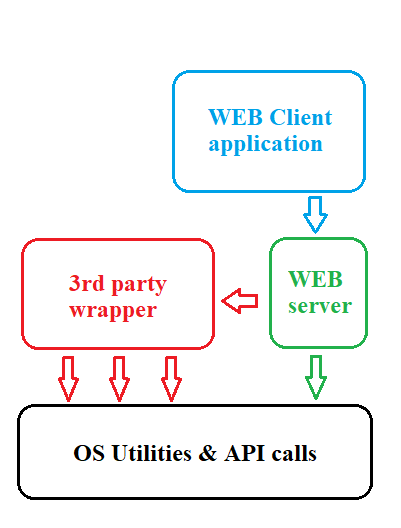 WEB Client
application
3rd party
wrapper
WEB
server
OS Utilities & API calls